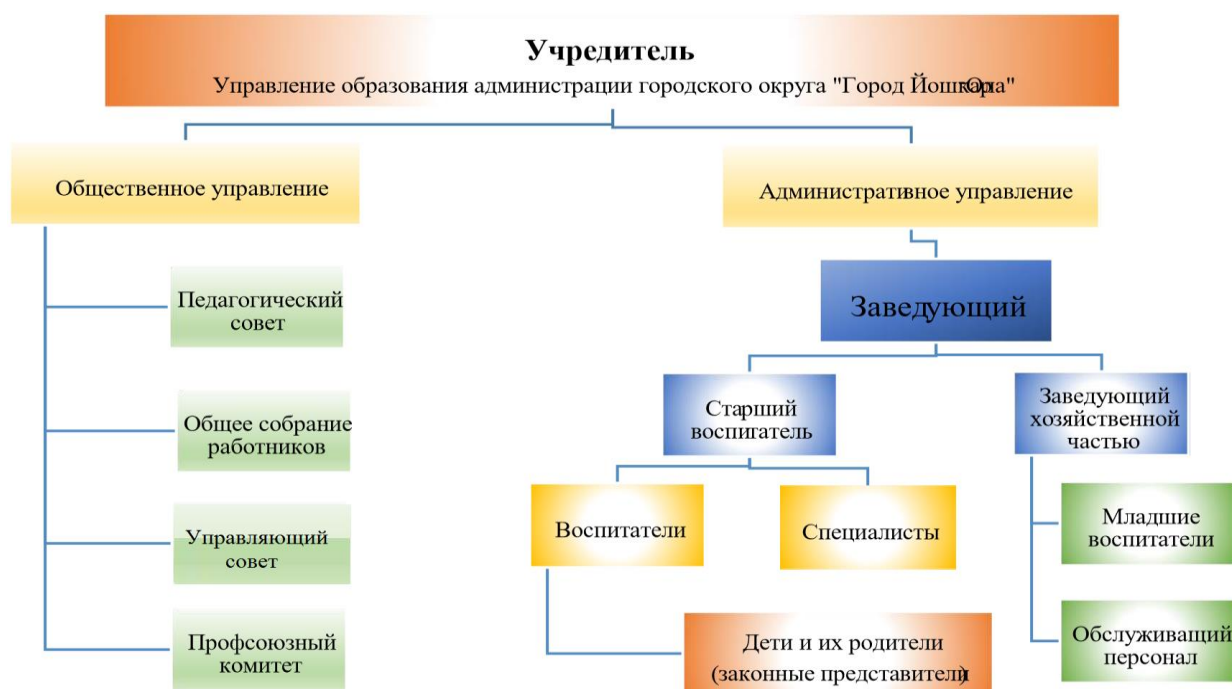 Учредитель
Управление образования администрации городского округа "Город Йошкар-Ола"
Общественное управление
Административное управление
Педагогический
совет
Заведующий
Общее собрание
работников
Старший
воспитатель
Заведующий
хозяйственной
частью
Управляющий
совет
Воспитатели
Специалисты
Младшие
воспитатели
Профсоюзный
комитет
Дети и их родители
(законные представители)
Обслуживащий
персонал